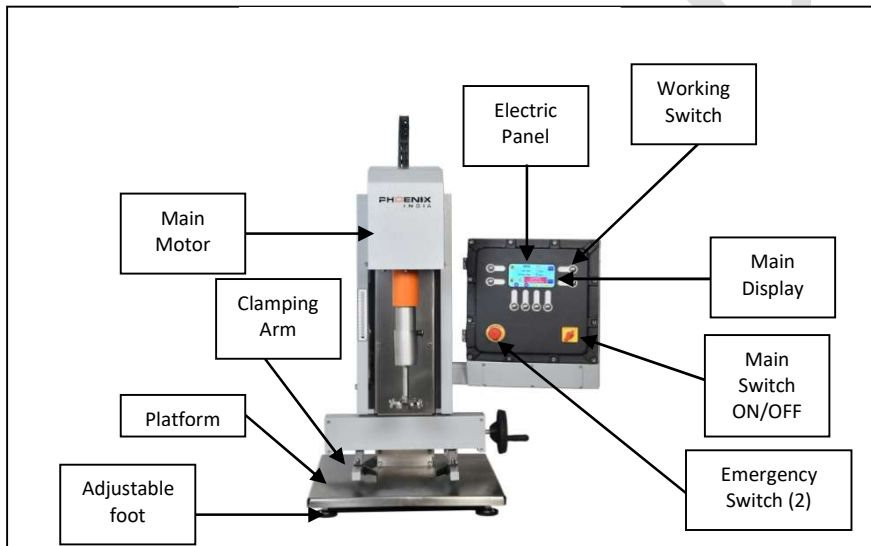 Working
Switch
Electric
Panel
PHOENIX
INDIA
Main
Motor
Main
Display
Clamping
Arm
Main
Switch
ON/OFF
Platform
Emergency
Switch (2)
Adjustable
foot